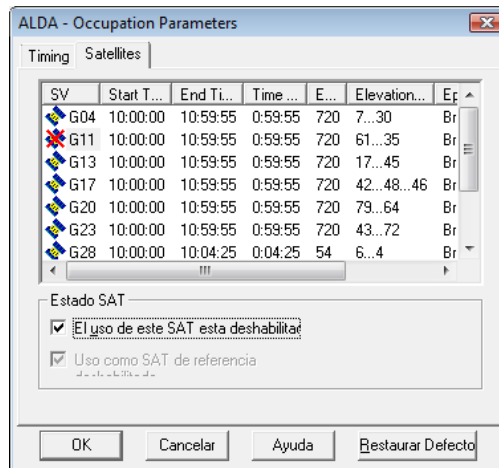 ALDA - Occupation Parameters
Timing Satellites
SV Start T... End Ti... Time ... E... Elevation... Ep
G04 10:00:00 10:59:55 0:59:55 720 7...30 Br
G11 10:00:00 10:59:55 0:59:55 720 61...35 Br
G13 10:00:00 10:59:55 0:59:55 720 17...45 Br
G17 10:00:00 10:59:55 0:59:55 720 42...48...46 Br
G20 10:00:00 10:59:55 0:59:55 720 79...64 Br
G23 10:00:00 10:59:55 0:59:55 720 43...72 Br
G28 10:00:00 10:04:25 0:04:25 54 6...4 Br
Estado SAT
El uso de este SAT esta deshabilitad
Uso como SAT de referencia
OK Cancelar Ayuda Restaurar Defecto